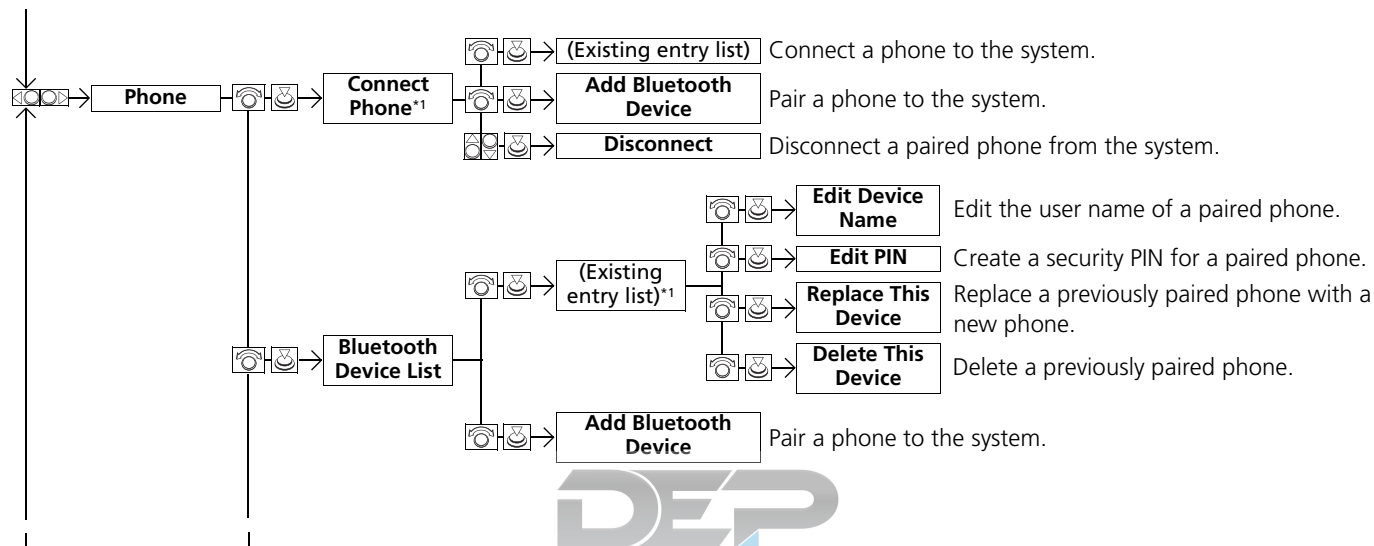 (Existing entry list) Connect a phone to the system.
Phone
Connect
Phone*1
Add Bluetooth
Device
Pair a phone to the system.
Disconnect Disconnect a paired phone from the system.
Edit Device
Name
Edit the user name of a paired phone.
(Existing
entry list)*1
Edit PIN Create a security PIN for a paired phone.
Replace This
Device
Replace a previously paired phone with a
new phone.
Bluetooth
Device List
Delete This
Device
Delete a previously paired phone.
Add Bluetooth
Device
Pair a phone to the system.
DEP